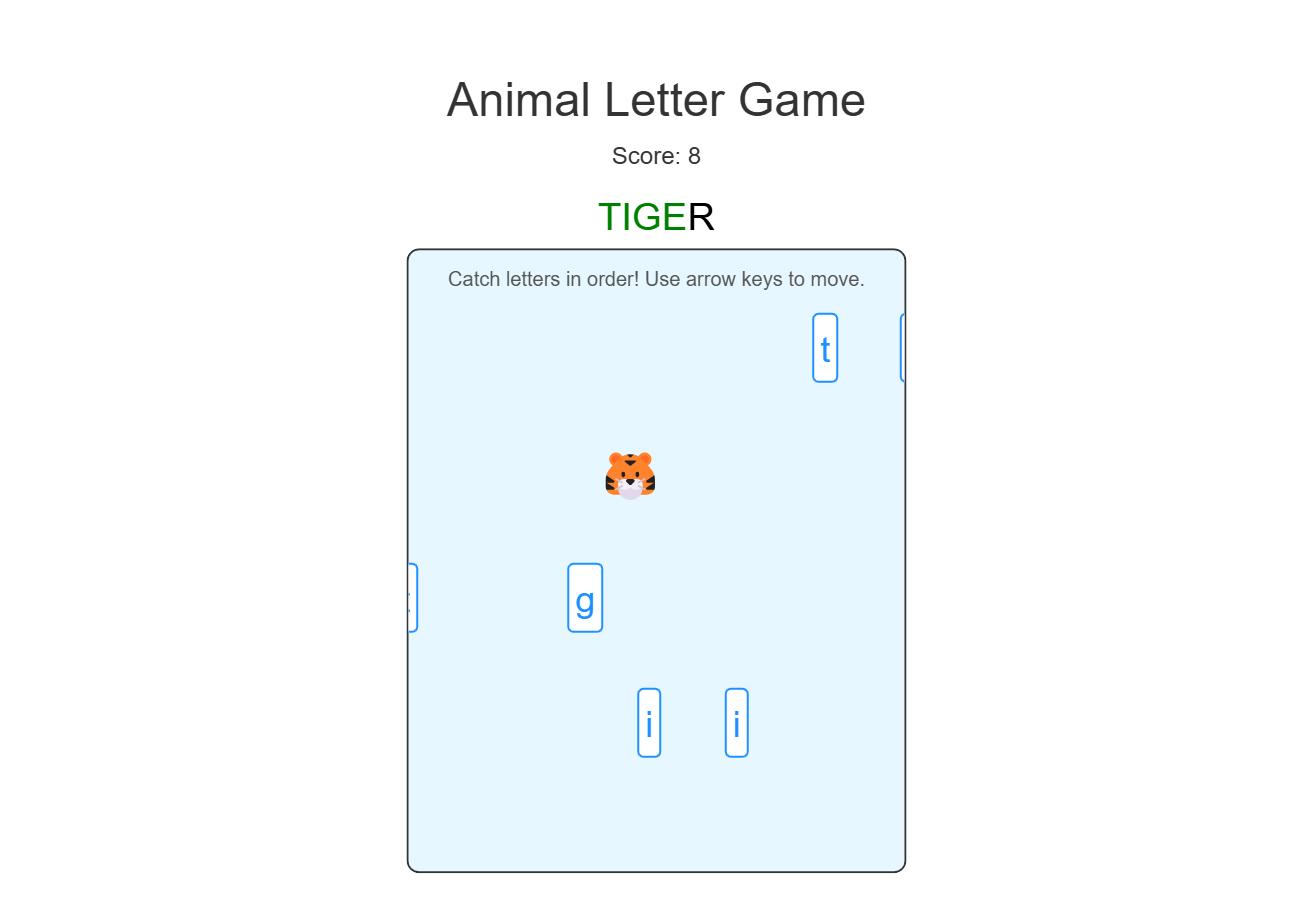 Animal Letter Game
Score: 8
TIGER
Catch letters in order! Use arrow keys to move.
t
g
i i